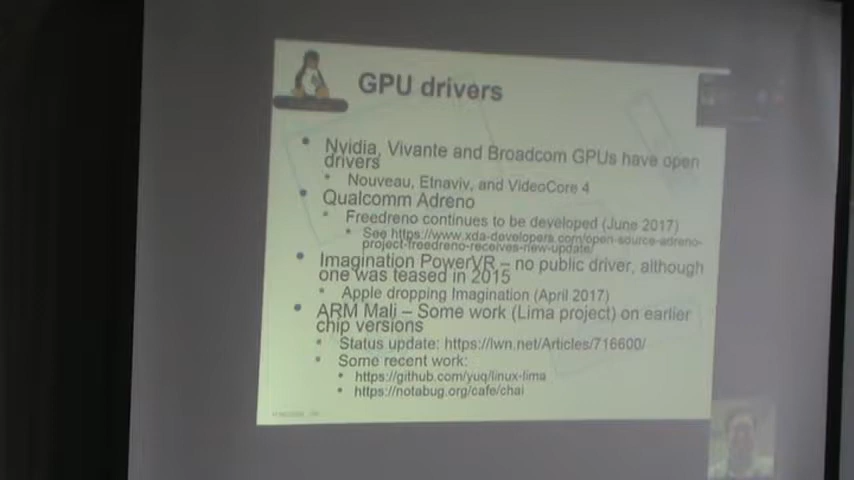 GPU drivers
• Nvidia, Vivante and Broadcom GPUs have open
drivers
• Nouveau, Etnaviv, and VideoCore 4
• Qualcomm Adreno
• Freedreno continues to be developed (June 2017)
• See https://www.xda-developers.com/open-source-adreno-
project-freedreno-receives-new-update/
• Imagination PowerVR – no public driver, although
one was teased in 2015
• Apple dropping Imagination (April 2017)
• ARM Mali – Some work (Lima project) on earlier
chip versions
• Status update: https://lwn.net/Articles/716600/
• Some recent work:
• https://github.com/yuq/linux-lima
• https://notabug.org/cafe/chai